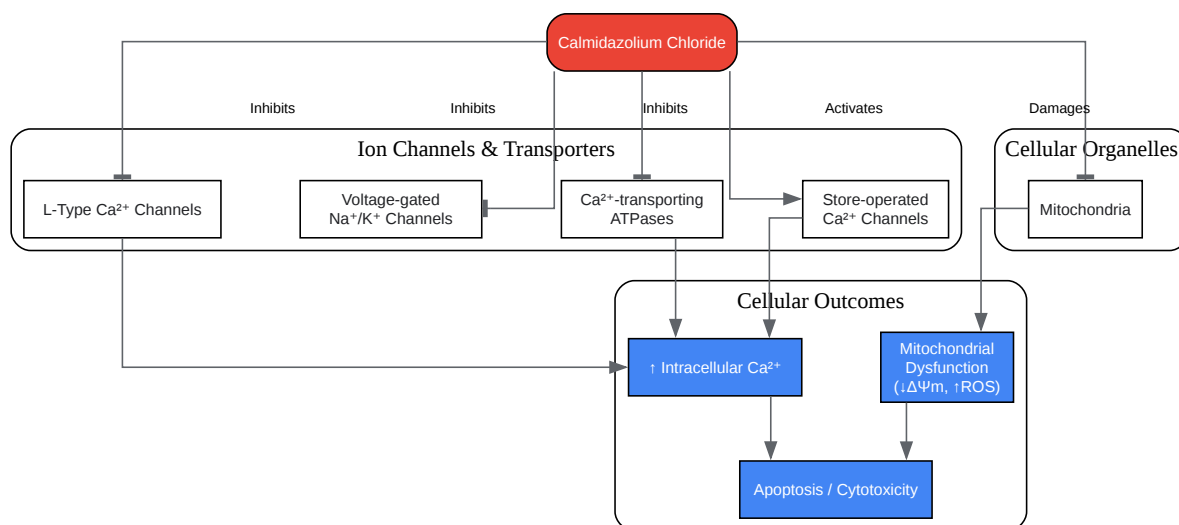 Calmidazolium Chloride
Inhibits
Inhibits
Inhibits
Activates
Damages
Ion Channels & Transporters
Cellular Organelles
L-Type Ca²⁺ Channels
Voltage-gated
Na⁺/K⁺ Channels
Ca²⁺-transporting
ATPases
Store-operated
Ca²⁺ Channels
Mitochondria
Cellular Outcomes
↑ Intracellular Ca²⁺
Mitochondrial
Dysfunction
(↓ΔΨm, ↑ROS)
Apoptosis / Cytotoxicity